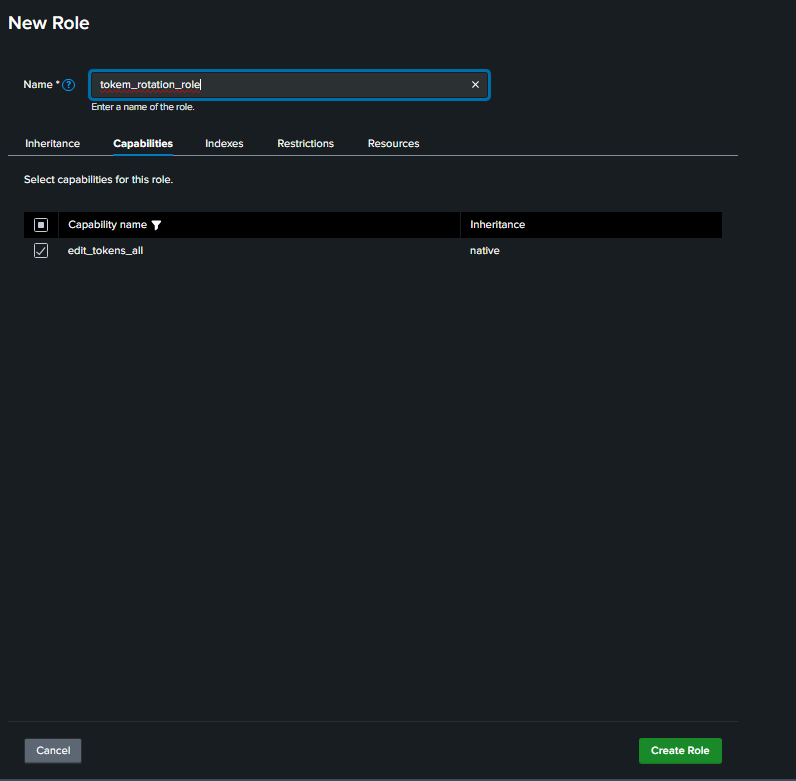 New Role
Name * ? tokem_rotation_role
Enter a name of the role.
Inheritance Capabilities Indexes Restrictions Resources
Select capabilities for this role.
Capability name Inheritance
edit_tokens_all native
Cancel Create Role